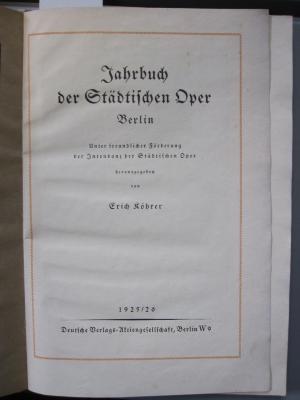 Jahrbuch
der Städtischen Oper
Berlin
Unter freundlicher Förderung
der Intendanz der Städtischen Oper
herausgegeben
von
Erich Köhrer
1925/26
Deutsche Verlags-Aktiengesellschaft, Berlin W 9